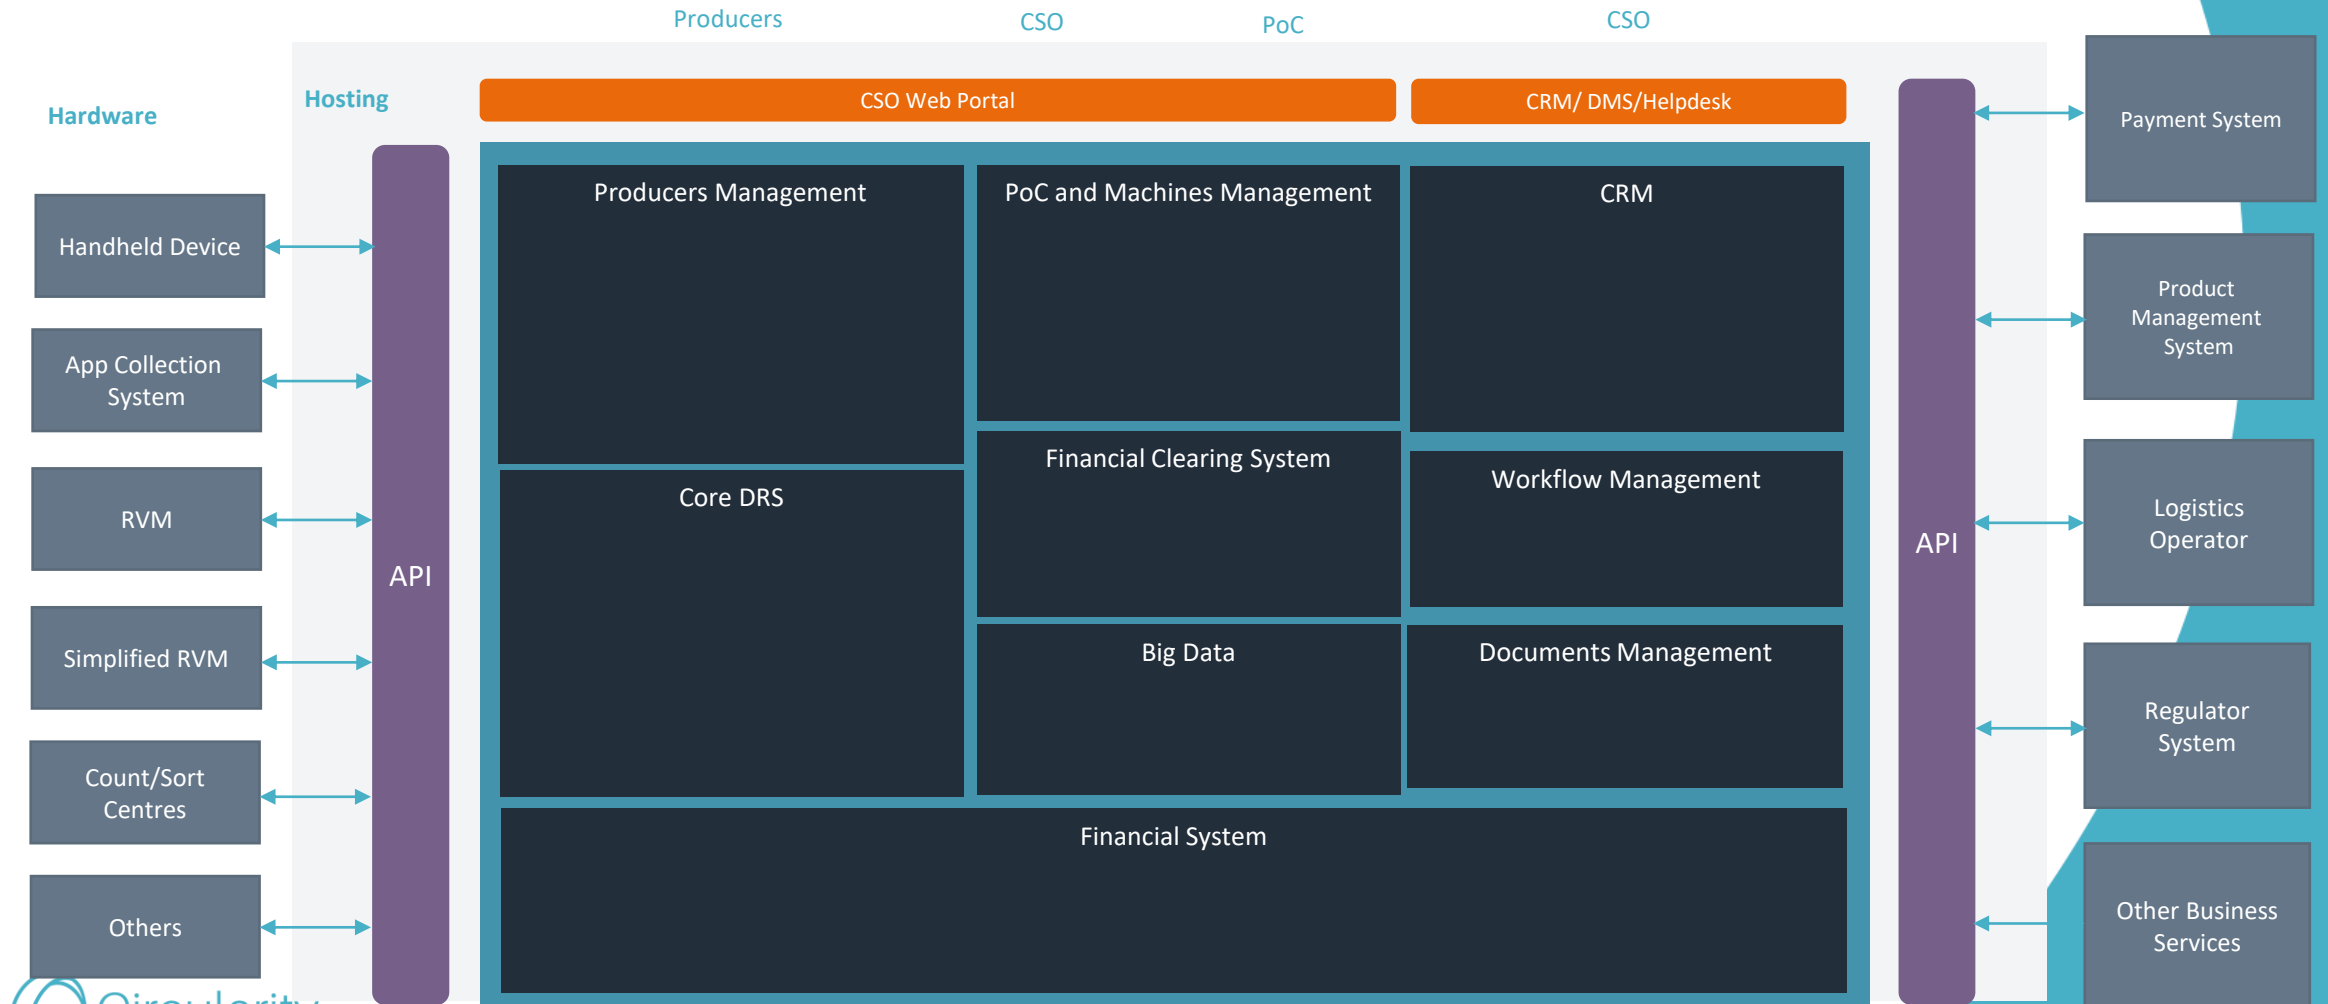 Producers
CSO
PoC
CSO
Hardware
Hosting
CSO Web Portal
CRM/ DMS/Helpdesk
Payment System
Producers Management
PoC and Machines Management
CRM
Handheld Device
Product
Management
System
App Collection
System
Financial Clearing System
Workflow Management
Core DRS
RVM
Logistics
Operator
API
API
Simplified RVM
Big Data
Documents Management
Regulator
System
Count/Sort
Centres
Financial System
Others
Other Business
Services
Circularity